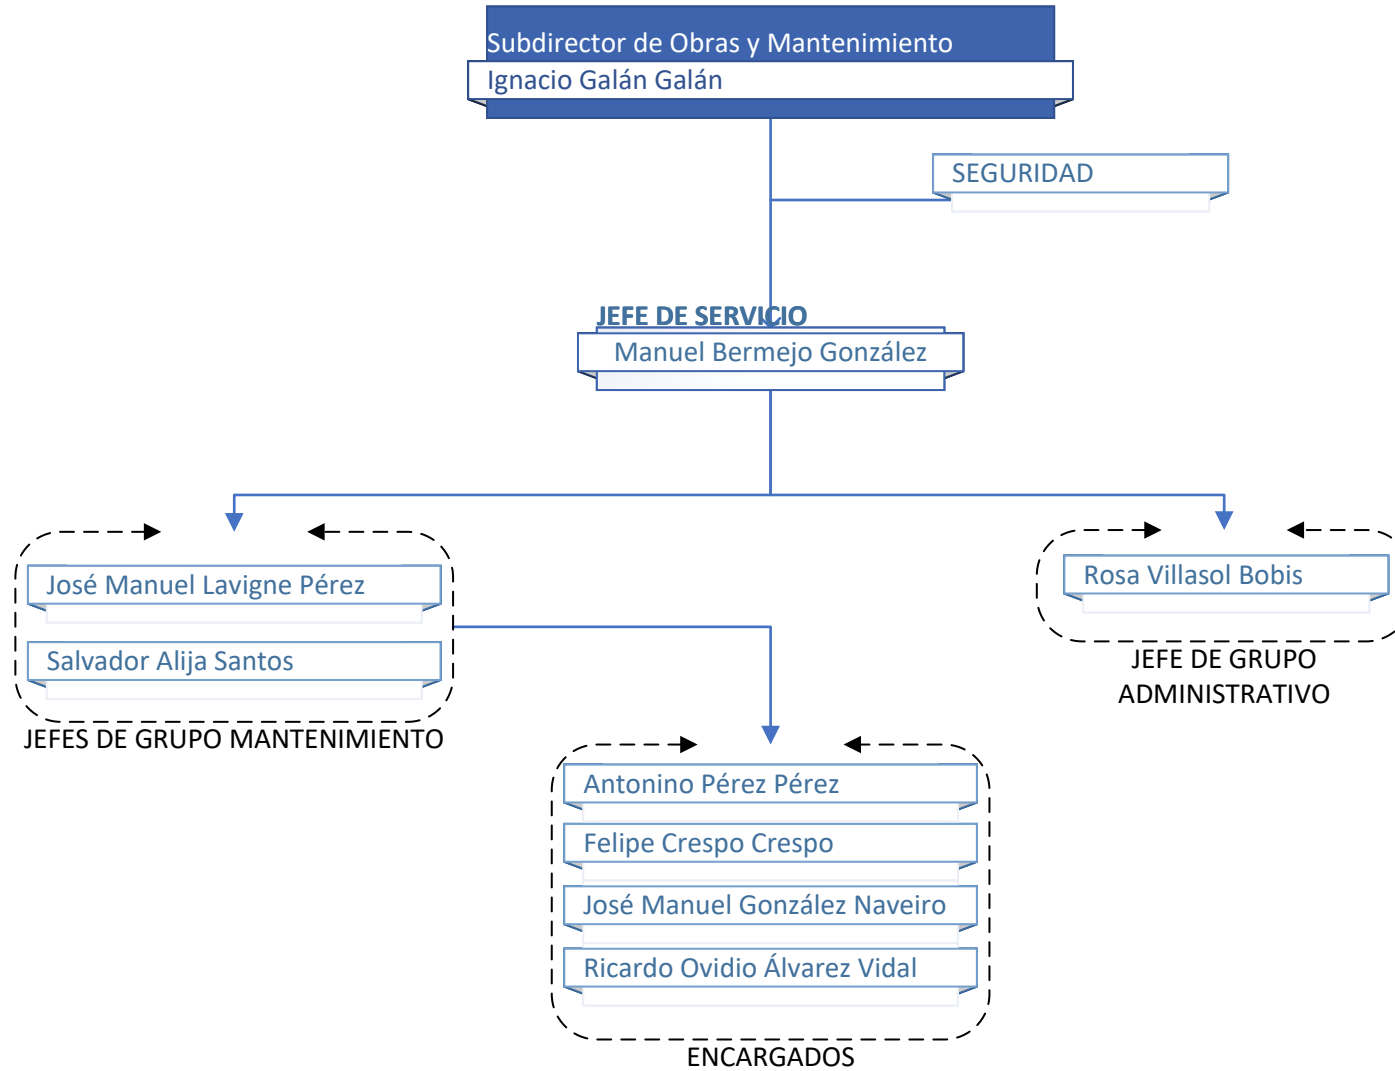 Subdirector de Obras y Mantenimiento
Ignacio Galán Galán
SEGURIDAD
JEFE DE SERVICIO
Manuel Bermejo González
José Manuel Lavigne Pérez
Salvador Alija Santos
JEFES DE GRUPO MANTENIMIENTO
Rosa Villasol Bobis
JEFE DE GRUPO
ADMINISTRATIVO
Antonino Pérez Pérez
Felipe Crespo Crespo
José Manuel González Naveiro
Ricardo Ovidio Álvarez Vidal
ENCARGADOS